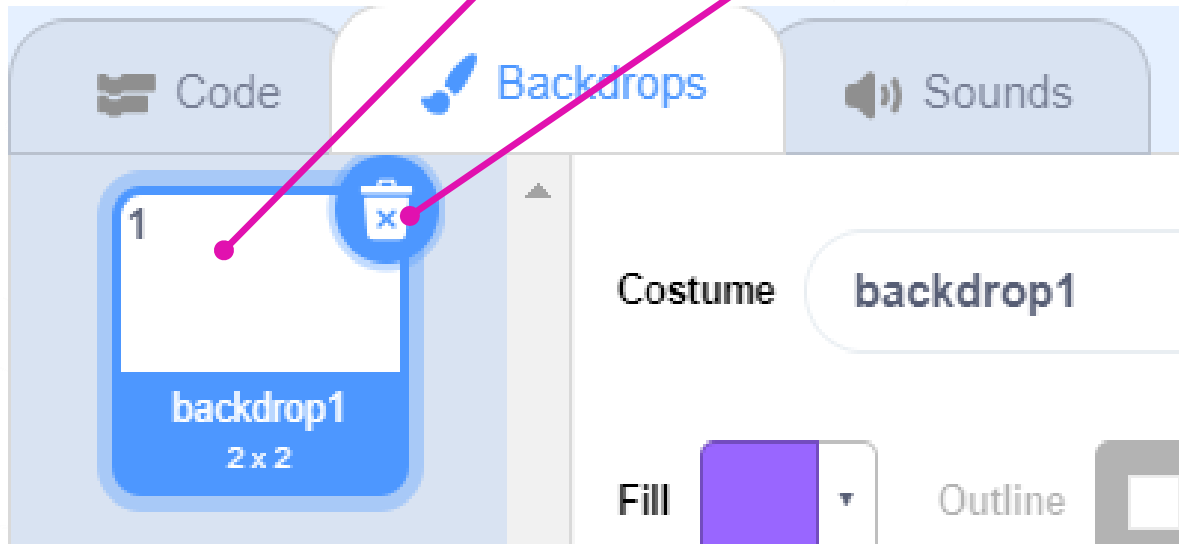 Code
Backdrops
Sounds
1
backdrop1
2 x 2
Costume
backdrop1
Fill
Outline